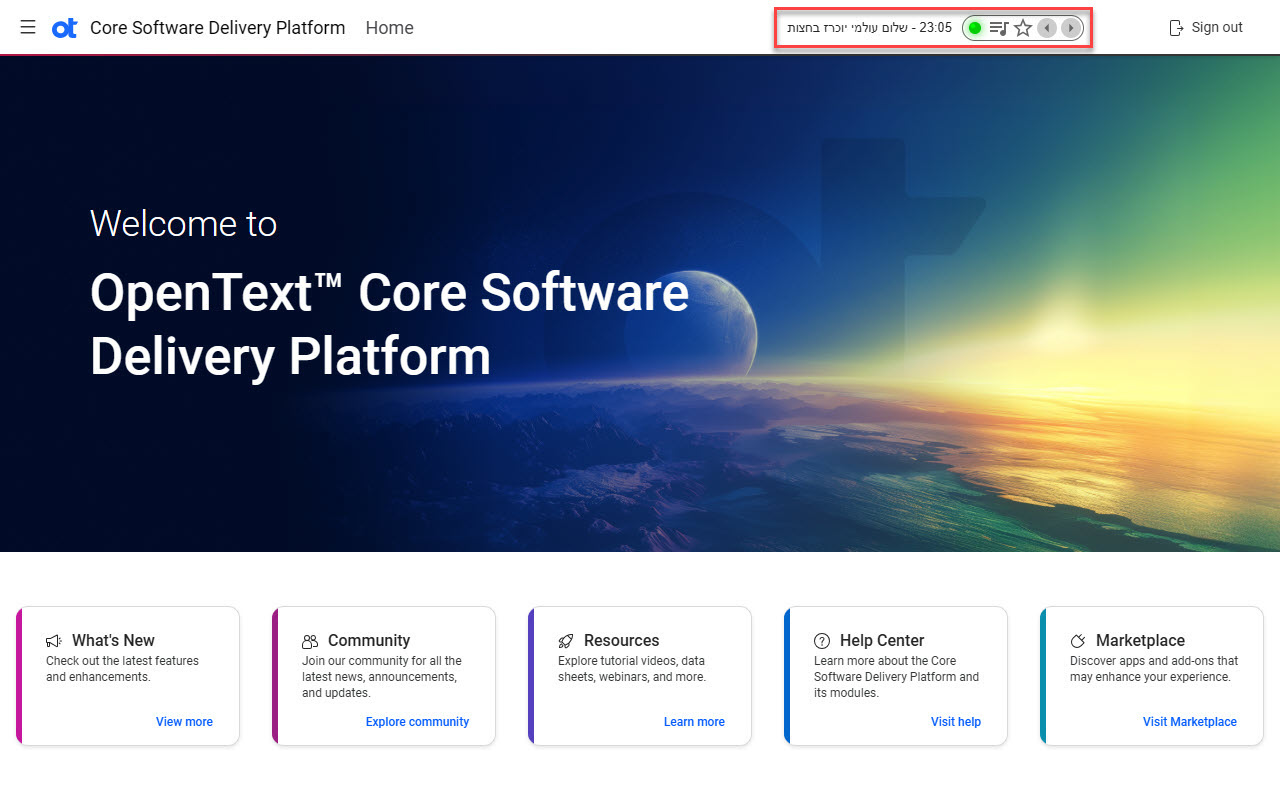 Core Software Delivery Platform Home
23:05 - שלום עולמי יוכרז בחצות
Sign out
Welcome to
OpenText™ Core Software
Delivery Platform
What's New
Check out the latest features
and enhancements.
View more
Community
Join our community for all the
latest news, announcements,
and updates.
Explore community
Resources
Explore tutorial videos, data
sheets, webinars, and more.
Learn more
Help Center
Learn more about the Core
Software Delivery Platform and
its modules.
Visit help
Marketplace
Discover apps and add-ons that
may enhance your experience.
Visit Marketplace